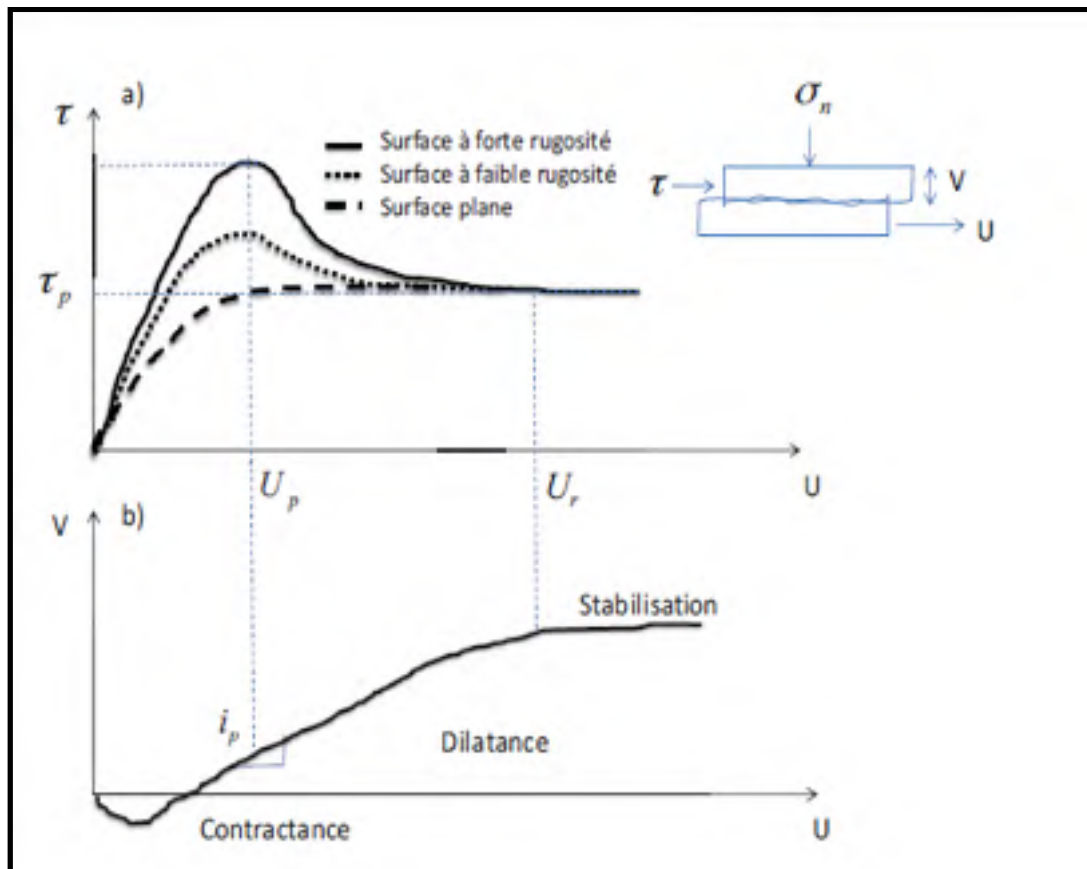 a)
τ
Surface à forte rugosité
Surface à faible rugosité
Surface plane
σn
τ
V
U
τp
Up
Ur
U
V
b)
Stabilisation
ip
Dilatance
Contractance
U